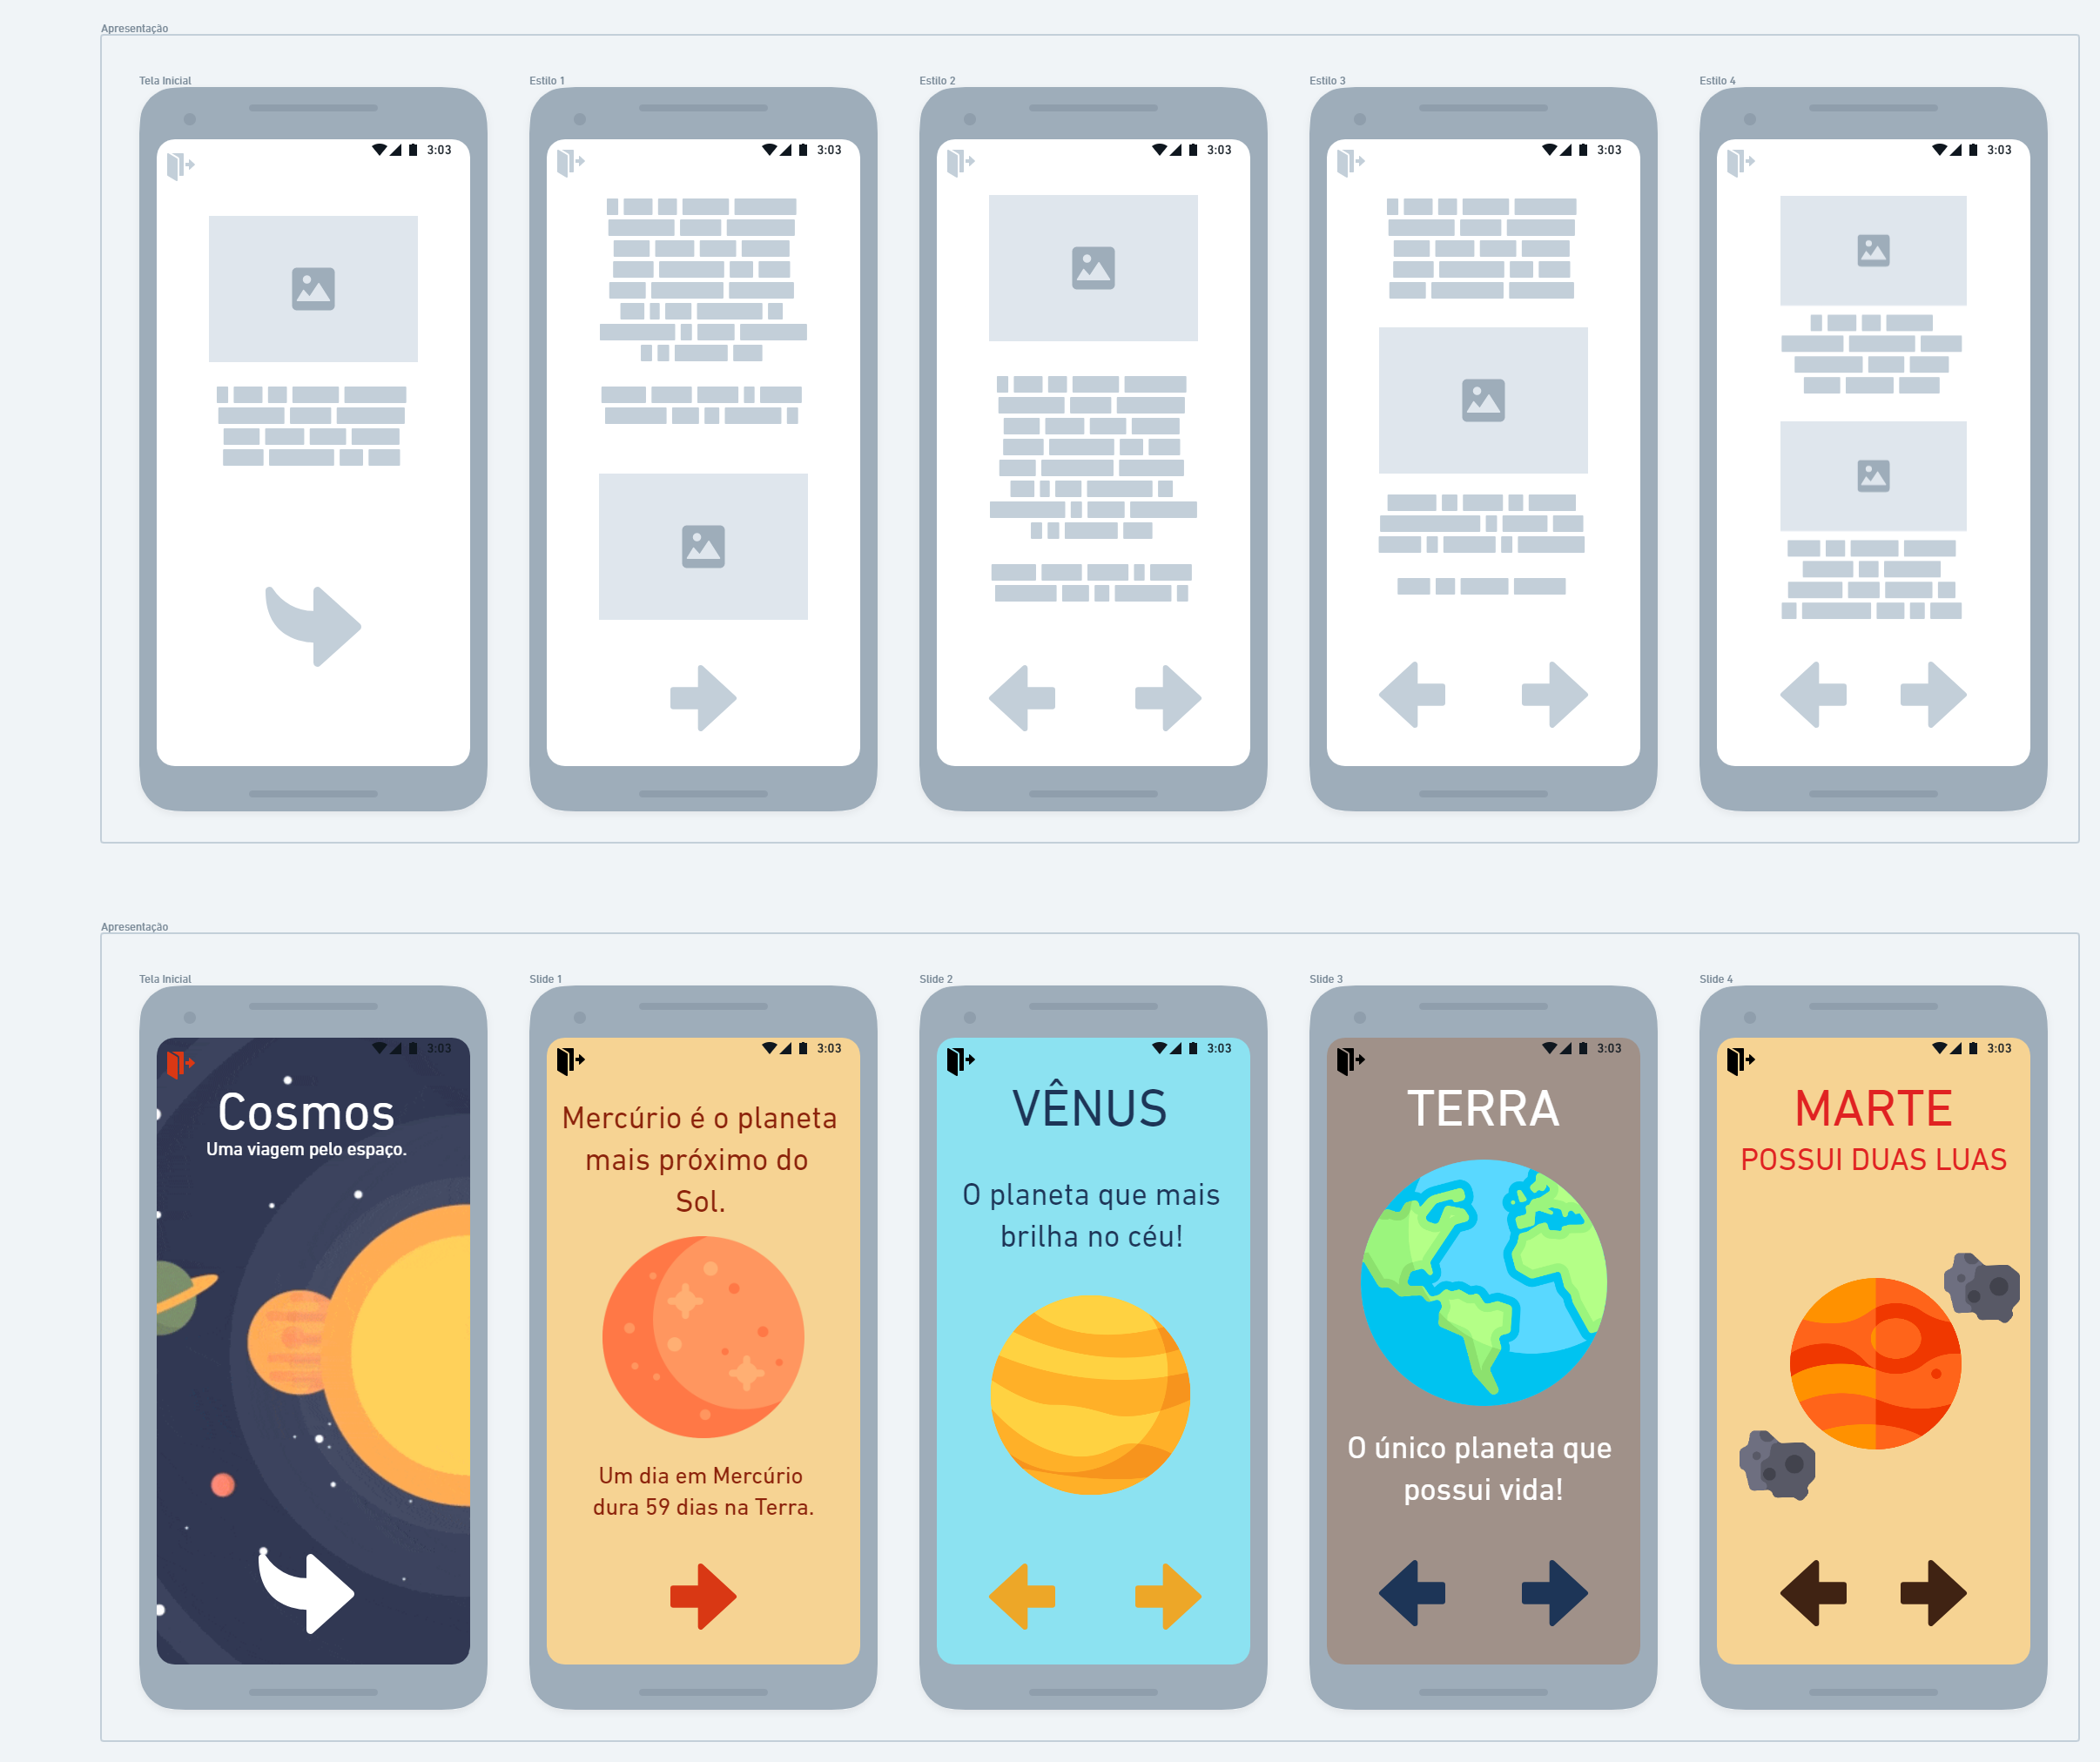 Apresentação
Tela Inicial
Estilo 1
Estilo 2
Estilo 3
Estilo 4
3:03
3:03
3:03
3:03
3:03
Apresentação
Tela Inicial
Slide 1
Slide 2
Slide 3
Slide 4
3:03
Cosmos
Uma viagem pelo espaço.
3:03
Mercúrio é o planeta
mais próximo do
Sol.
Um dia em Mercúrio
dura 59 dias na Terra.
3:03
VÊNUS
O planeta que mais
brilha no céu!
3:03
TERRA
O único planeta que
possui vida!
3:03
MARTE
POSSUI DUAS LUAS